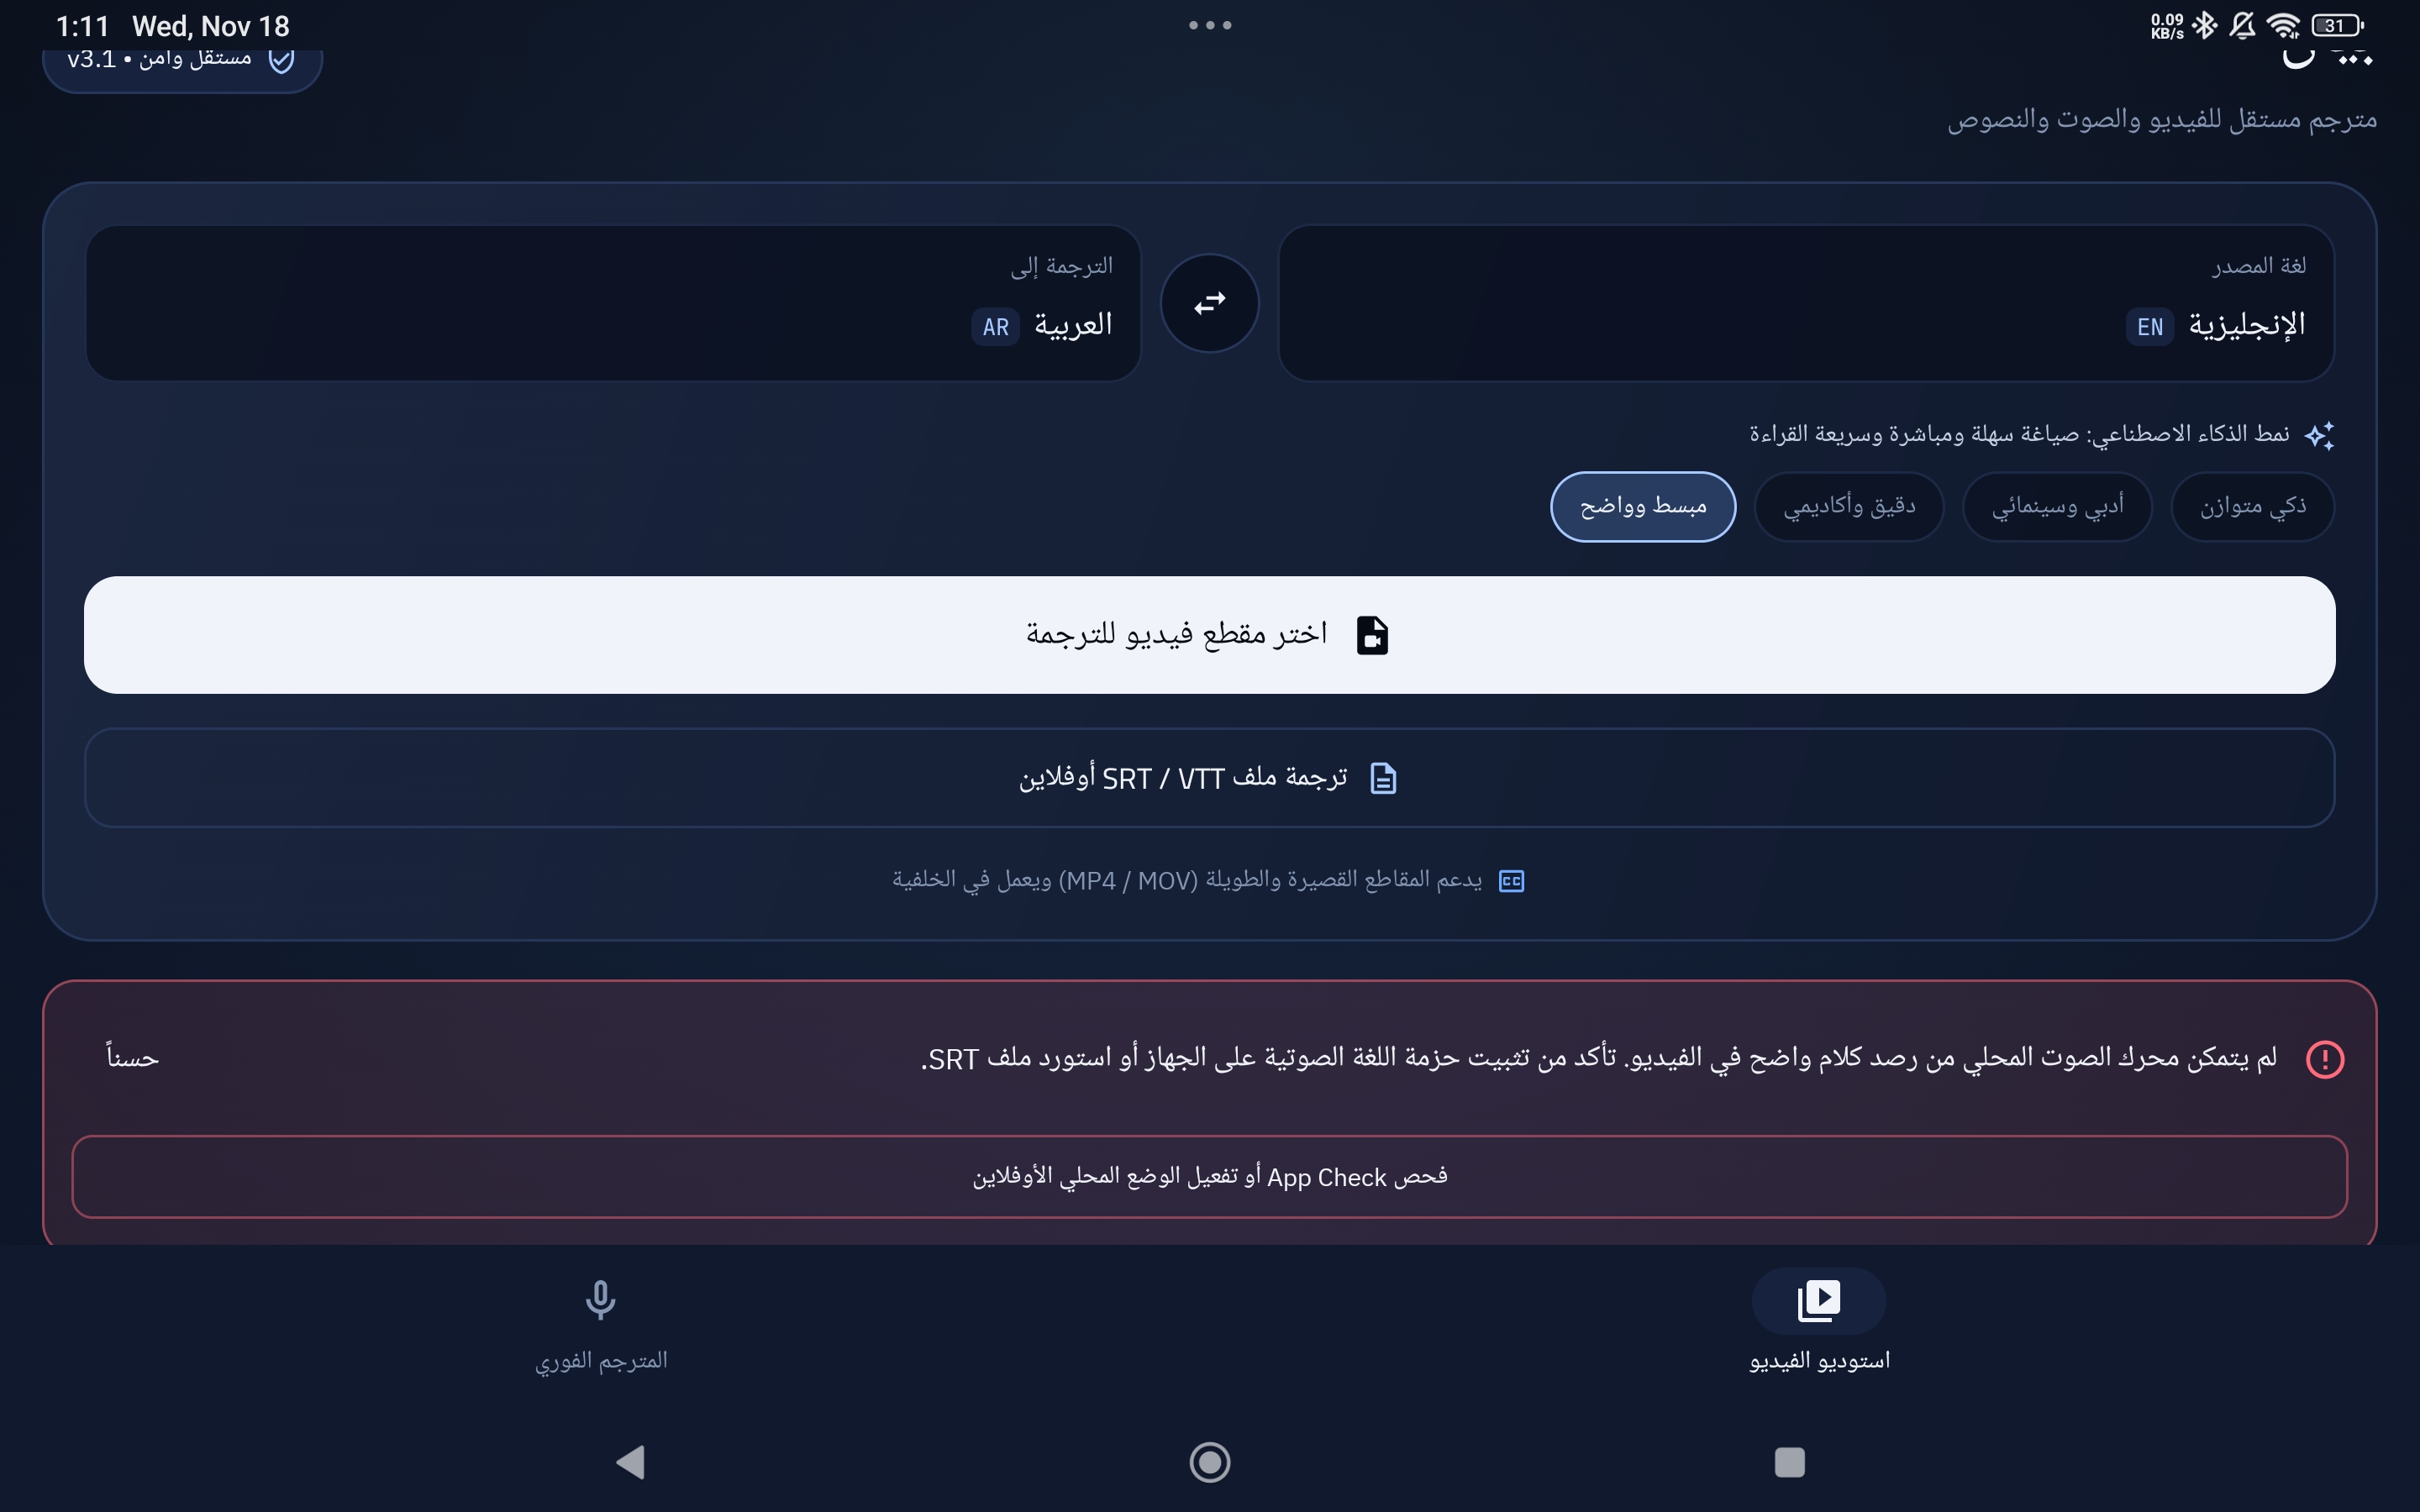 1:11 Wed, Nov 18
0.09 KB/s
31
مستقل وآمن • v3.1
مترجم مستقل للفيديو والصوت والنصوص
لغة المصدر
الإنجليزية EN
الترجمة إلى
العربية AR
نمط الذكاء الاصطناعي: صياغة سهلة ومباشرة وسريعة القراءة
ذكي متوازن
أدبي وسينمائي
دقيق وأكاديمي
مبسط وواضح
اختر مقطع فيديو للترجمة
ترجمة ملف SRT / VTT أوفلاين
يدعم المقاطع القصيرة والطويلة (MP4 / MOV) ويعمل في الخلفية
لم يتمكن محرك الصوت المحلي من رصد كلام واضح في الفيديو. تأكد من تثبيت حزمة اللغة الصوتية على الجهاز أو استورد ملف SRT.
حسناً
فحص App Check أو تفعيل الوضع المحلي الأوفلاين
استوديو الفيديو
المترجم الفوري